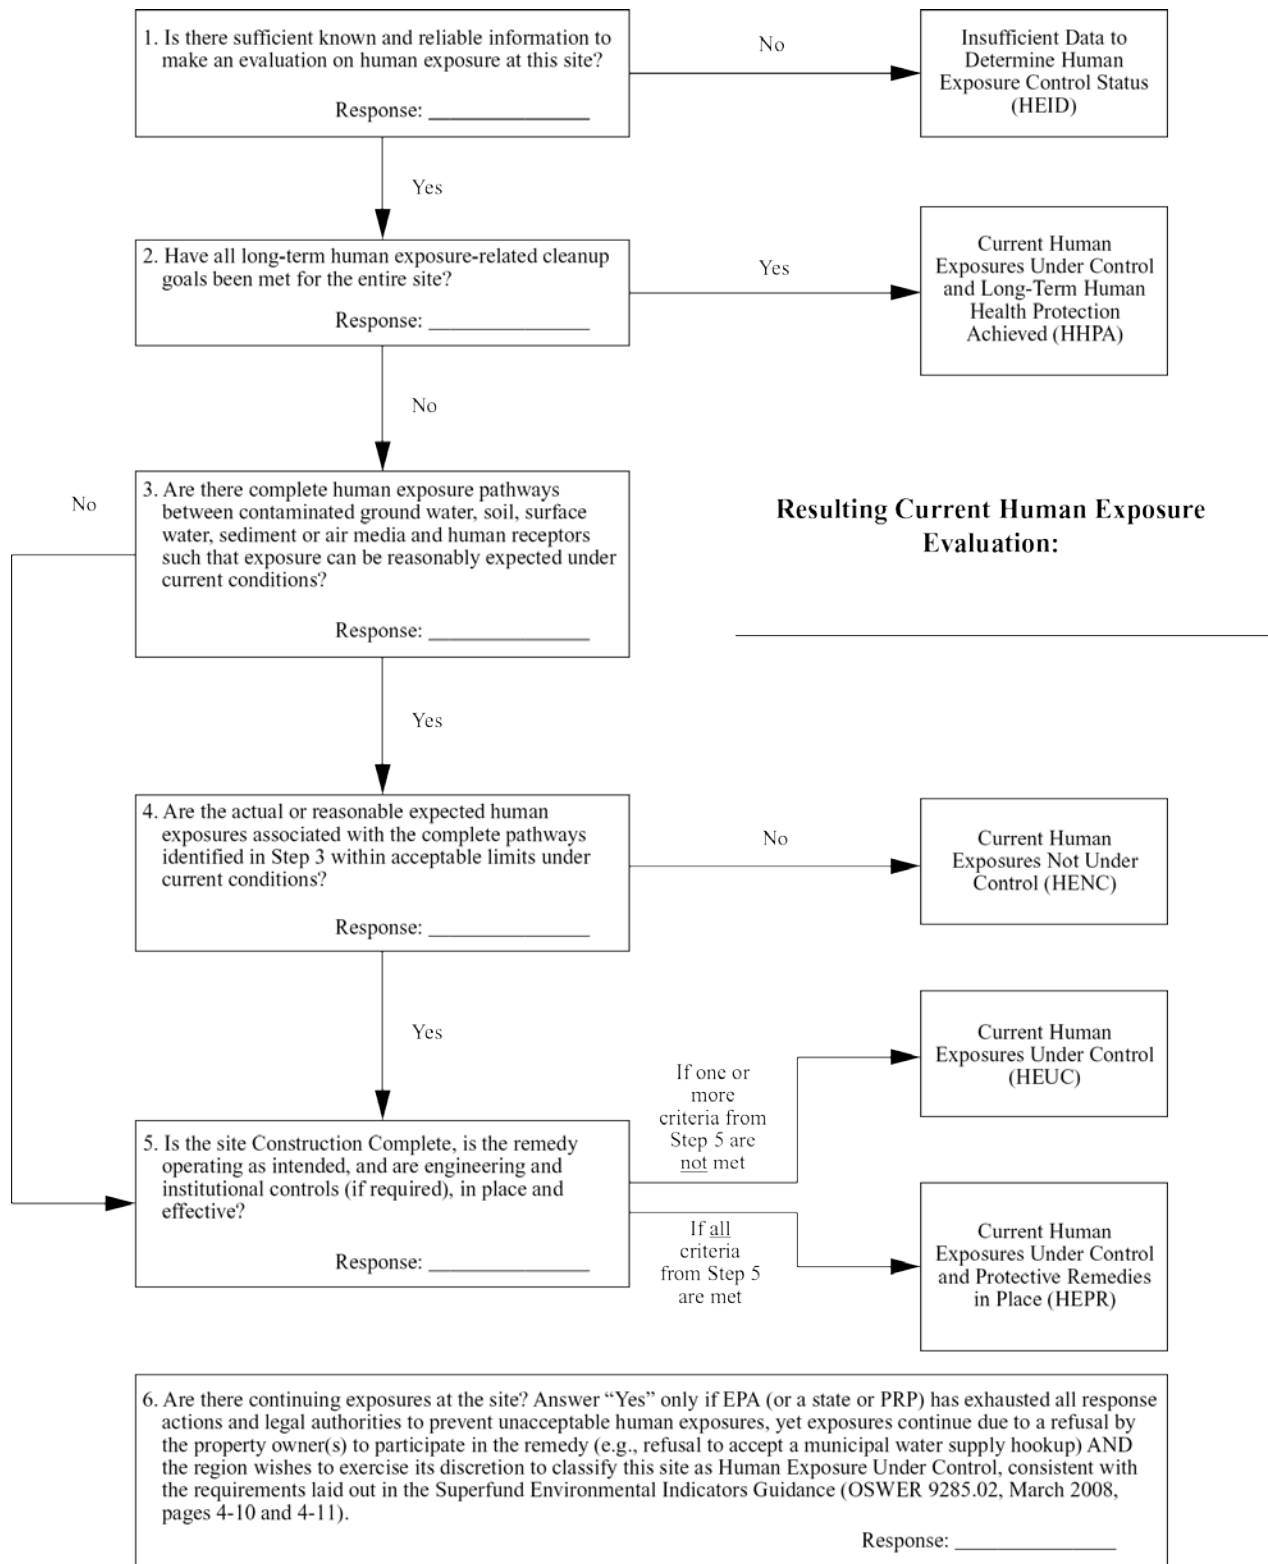 1. Is there sufficient known and reliable information to
make an evaluation on human exposure at this site?
Response: _______________
No
Insufficient Data to
Determine Human
Exposure Control Status
(HEID)
Yes
2. Have all long-term human exposure-related cleanup
goals been met for the entire site?
Response: _______________
Yes
Current Human
Exposures Under Control
and Long-Term Human
Health Protection
Achieved (HHPA)
No
No
3. Are there complete human exposure pathways
between contaminated ground water, soil, surface
water, sediment or air media and human receptors
such that exposure can be reasonably expected under
current conditions?
Response: _______________
Resulting Current Human Exposure
Evaluation:
Yes
4. Are the actual or reasonable expected human
exposures associated with the complete pathways
identified in Step 3 within acceptable limits under
current conditions?
Response: _______________
No
Current Human
Exposures Not Under
Control (HENC)
Yes
5. Is the site Construction Complete, is the remedy
operating as intended, and are engineering and
institutional controls (if required), in place and
effective?
Response: _______________
If one or
more
criteria from
Step 5 are
not met
Current Human
Exposures Under Control
(HEUC)
If all
criteria
from Step 5
are met
Current Human
Exposures Under Control
and Protective Remedies
in Place (HEPR)
6. Are there continuing exposures at the site? Answer “Yes” only if EPA (or a state or PRP) has exhausted all response
actions and legal authorities to prevent unacceptable human exposures, yet exposures continue due to a refusal by
the property owner(s) to participate in the remedy (e.g., refusal to accept a municipal water supply hookup) AND
the region wishes to exercise its discretion to classify this site as Human Exposure Under Control, consistent with
the requirements laid out in the Superfund Environmental Indicators Guidance (OSWER 9285.02, March 2008,
pages 4-10 and 4-11).
Response: _______________